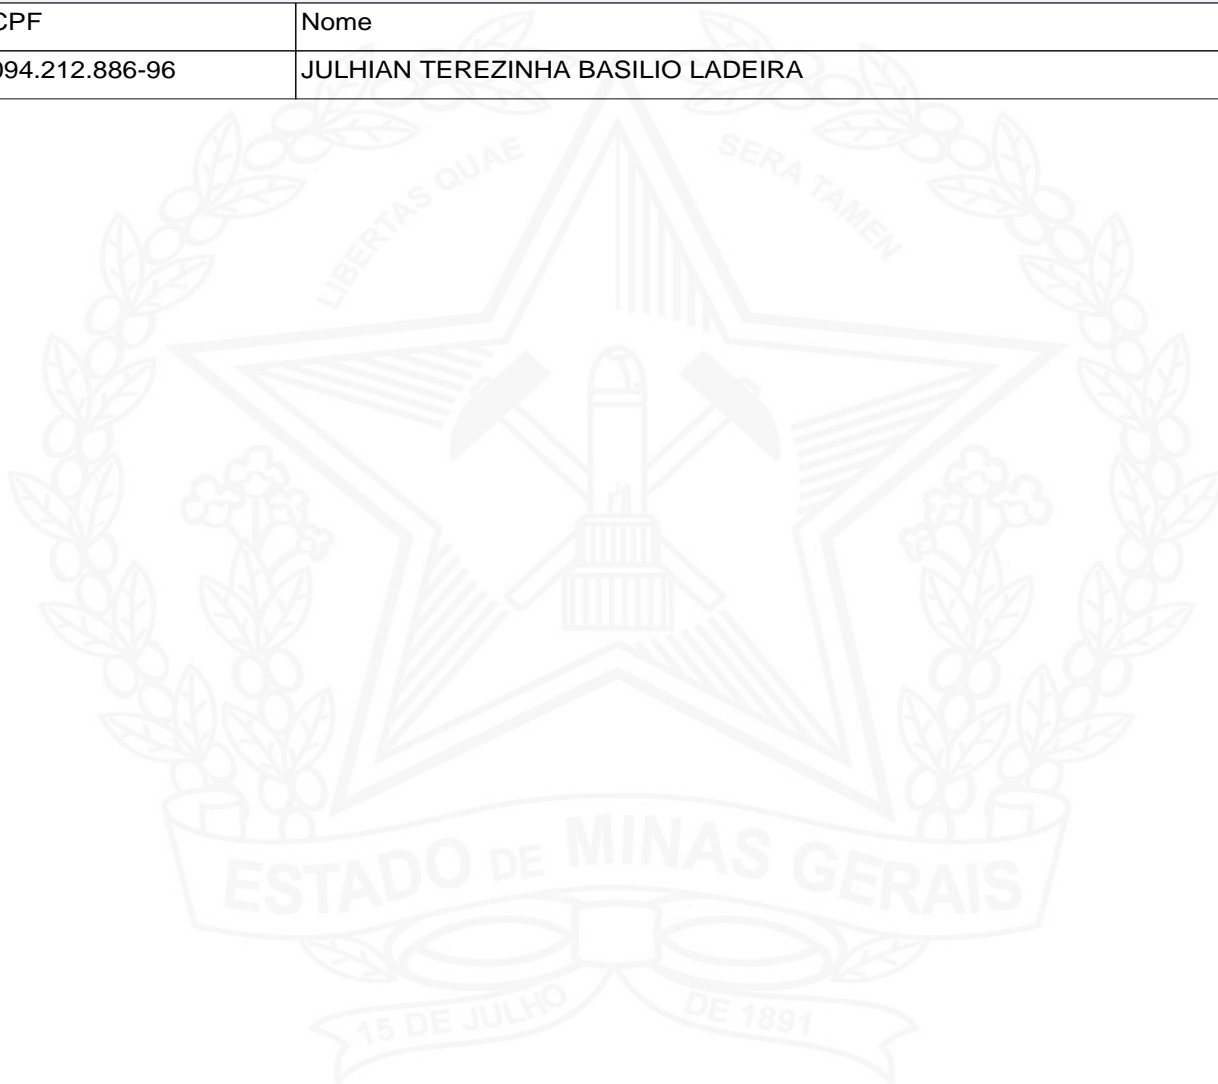 CPF Nome
094.212.886-96 JULHIAN TEREZINHA BASILIO LADEIRA
LIBERTAS QUAE SERA TAMEN
ESTADO DE MINAS GERAIS
15 DE JULHO DE 1891